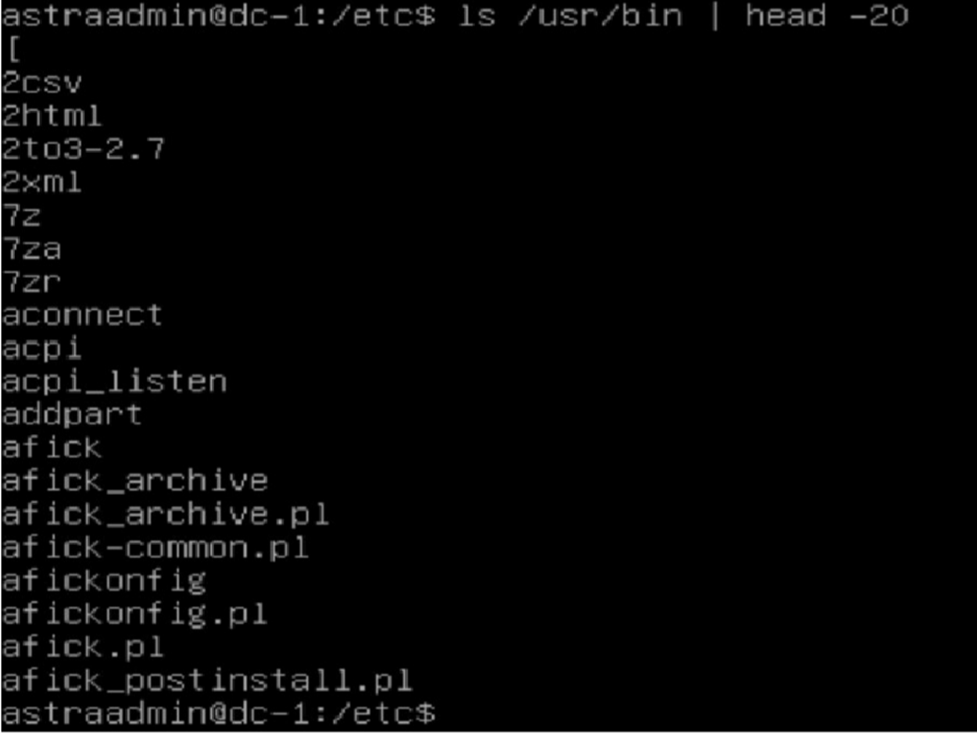 astraadmin@dc-1:/etc$ ls /usr/bin | head -20
[
2csv
2html
2to3-2.7
2xml
7z
7za
7zr
aconnect
acpi
acpi_listen
addpart
afick
afick_archive
afick_archive.pl
afick-common.pl
afickonfig
afickonfig.pl
afick.pl
afick_postinstall.pl
astraadmin@dc-1:/etc$